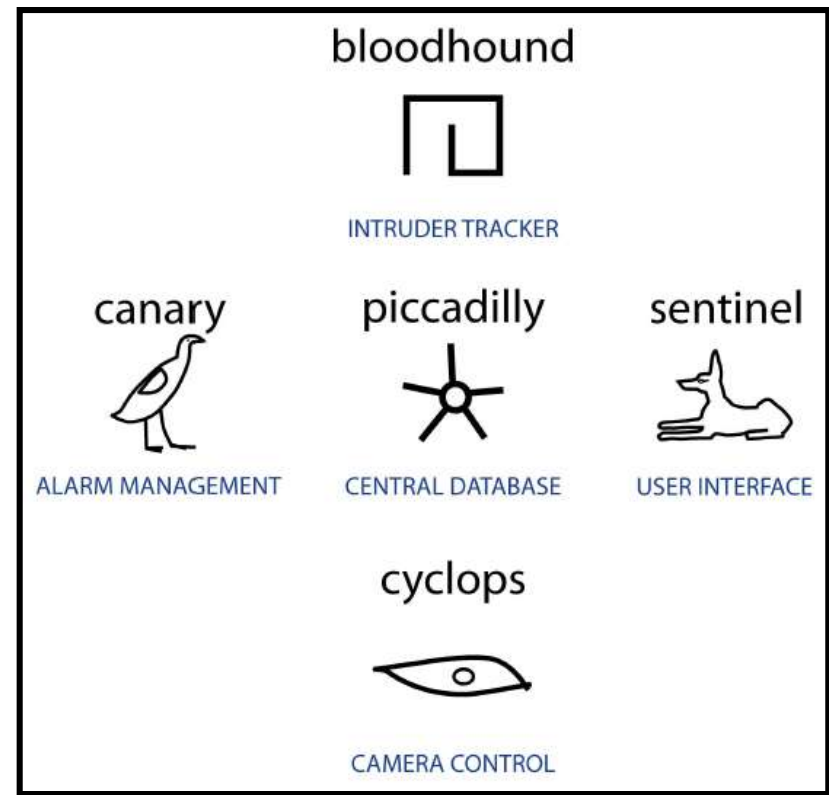 bloodhound
INTRUDER TRACKER
canary
ALARM MANAGEMENT
piccadilly
CENTRAL DATABASE
sentinel
USER INTERFACE
cyclops
CAMERA CONTROL